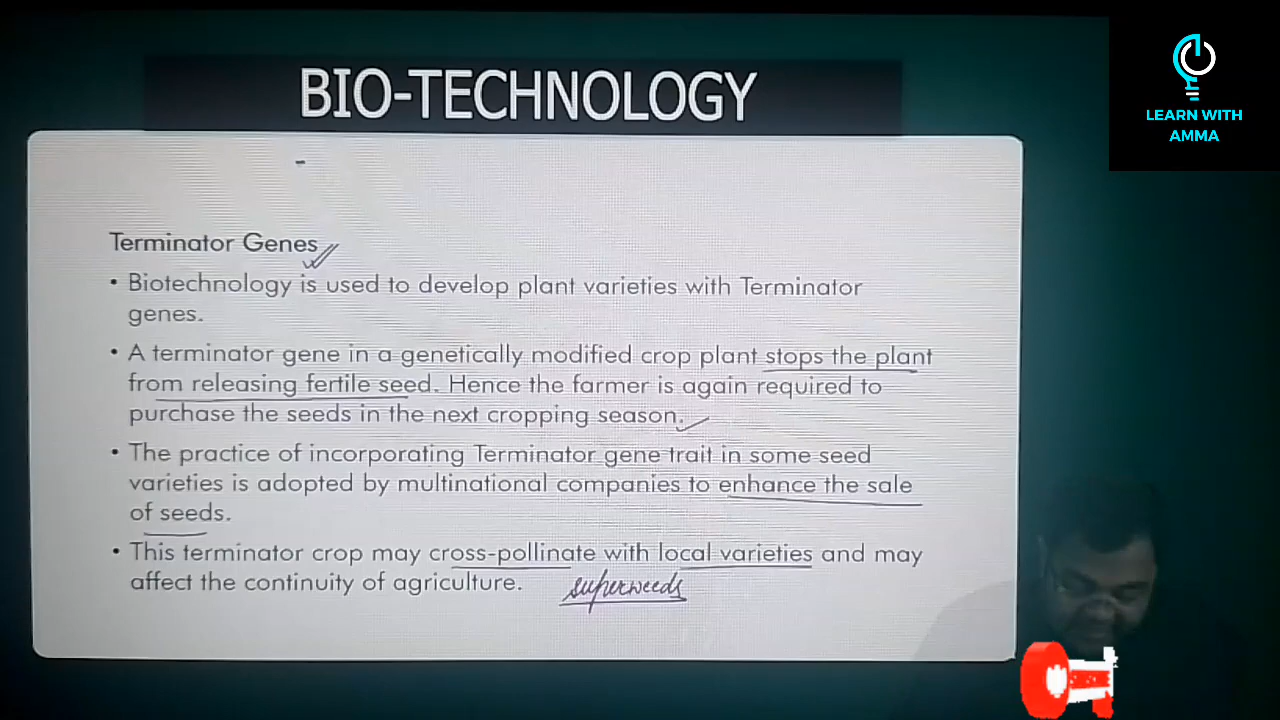 BIO-TECHNOLOGY
LEARN WITH
AMMA
Terminator Genes
• Biotechnology is used to develop plant varieties with Terminator
genes.
• A terminator gene in a genetically modified crop plant stops the plant
from releasing fertile seed. Hence the farmer is again required to
purchase the seeds in the next cropping season.
• The practice of incorporating Terminator gene trait in some seed
varieties is adopted by multinational companies to enhance the sale
of seeds.
• This terminator crop may cross-pollinate with local varieties and may
affect the continuity of agriculture.
superweeds